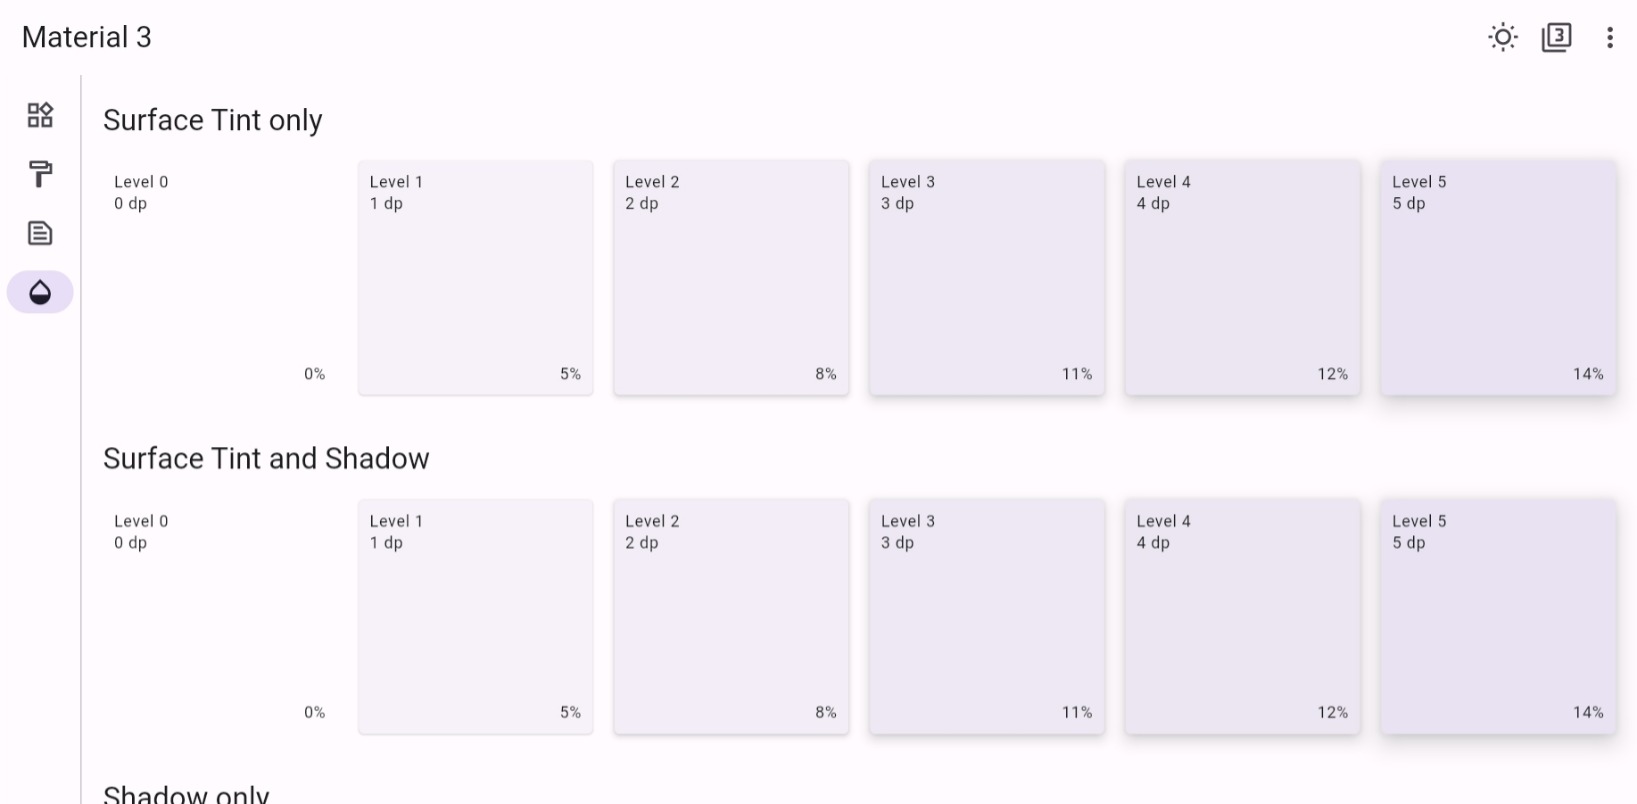 Material 3
3
Surface Tint only
Level 0
0 dp
0%
Level 1
1 dp
5%
Level 2
2 dp
8%
Level 3
3 dp
11%
Level 4
4 dp
12%
Level 5
5 dp
14%
Surface Tint and Shadow
Level 0
0 dp
0%
Level 1
1 dp
5%
Level 2
2 dp
8%
Level 3
3 dp
11%
Level 4
4 dp
12%
Level 5
5 dp
14%
Shadow only